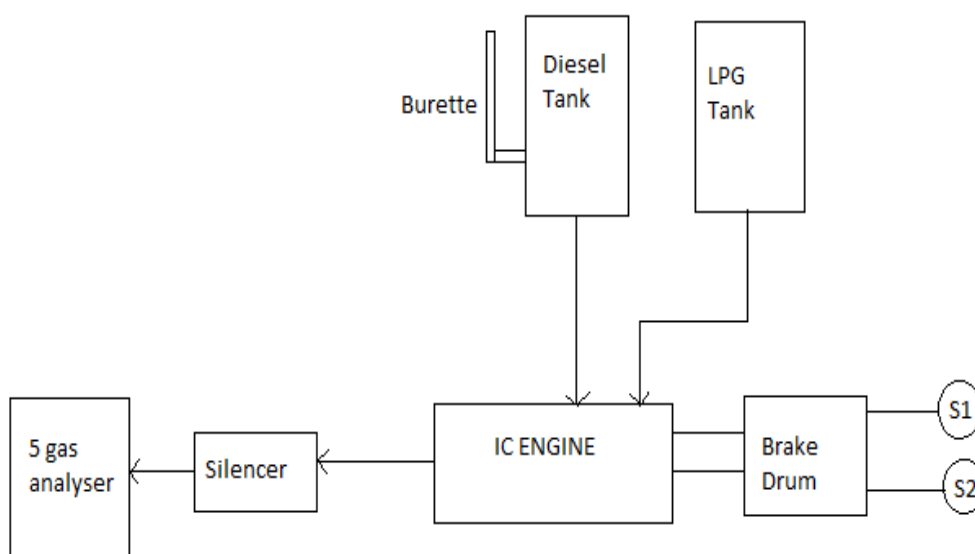 Diesel
Tank
LPG
Tank
Burette
5 gas
analyser
Silencer
IC ENGINE
Brake
Drum
S1
S2